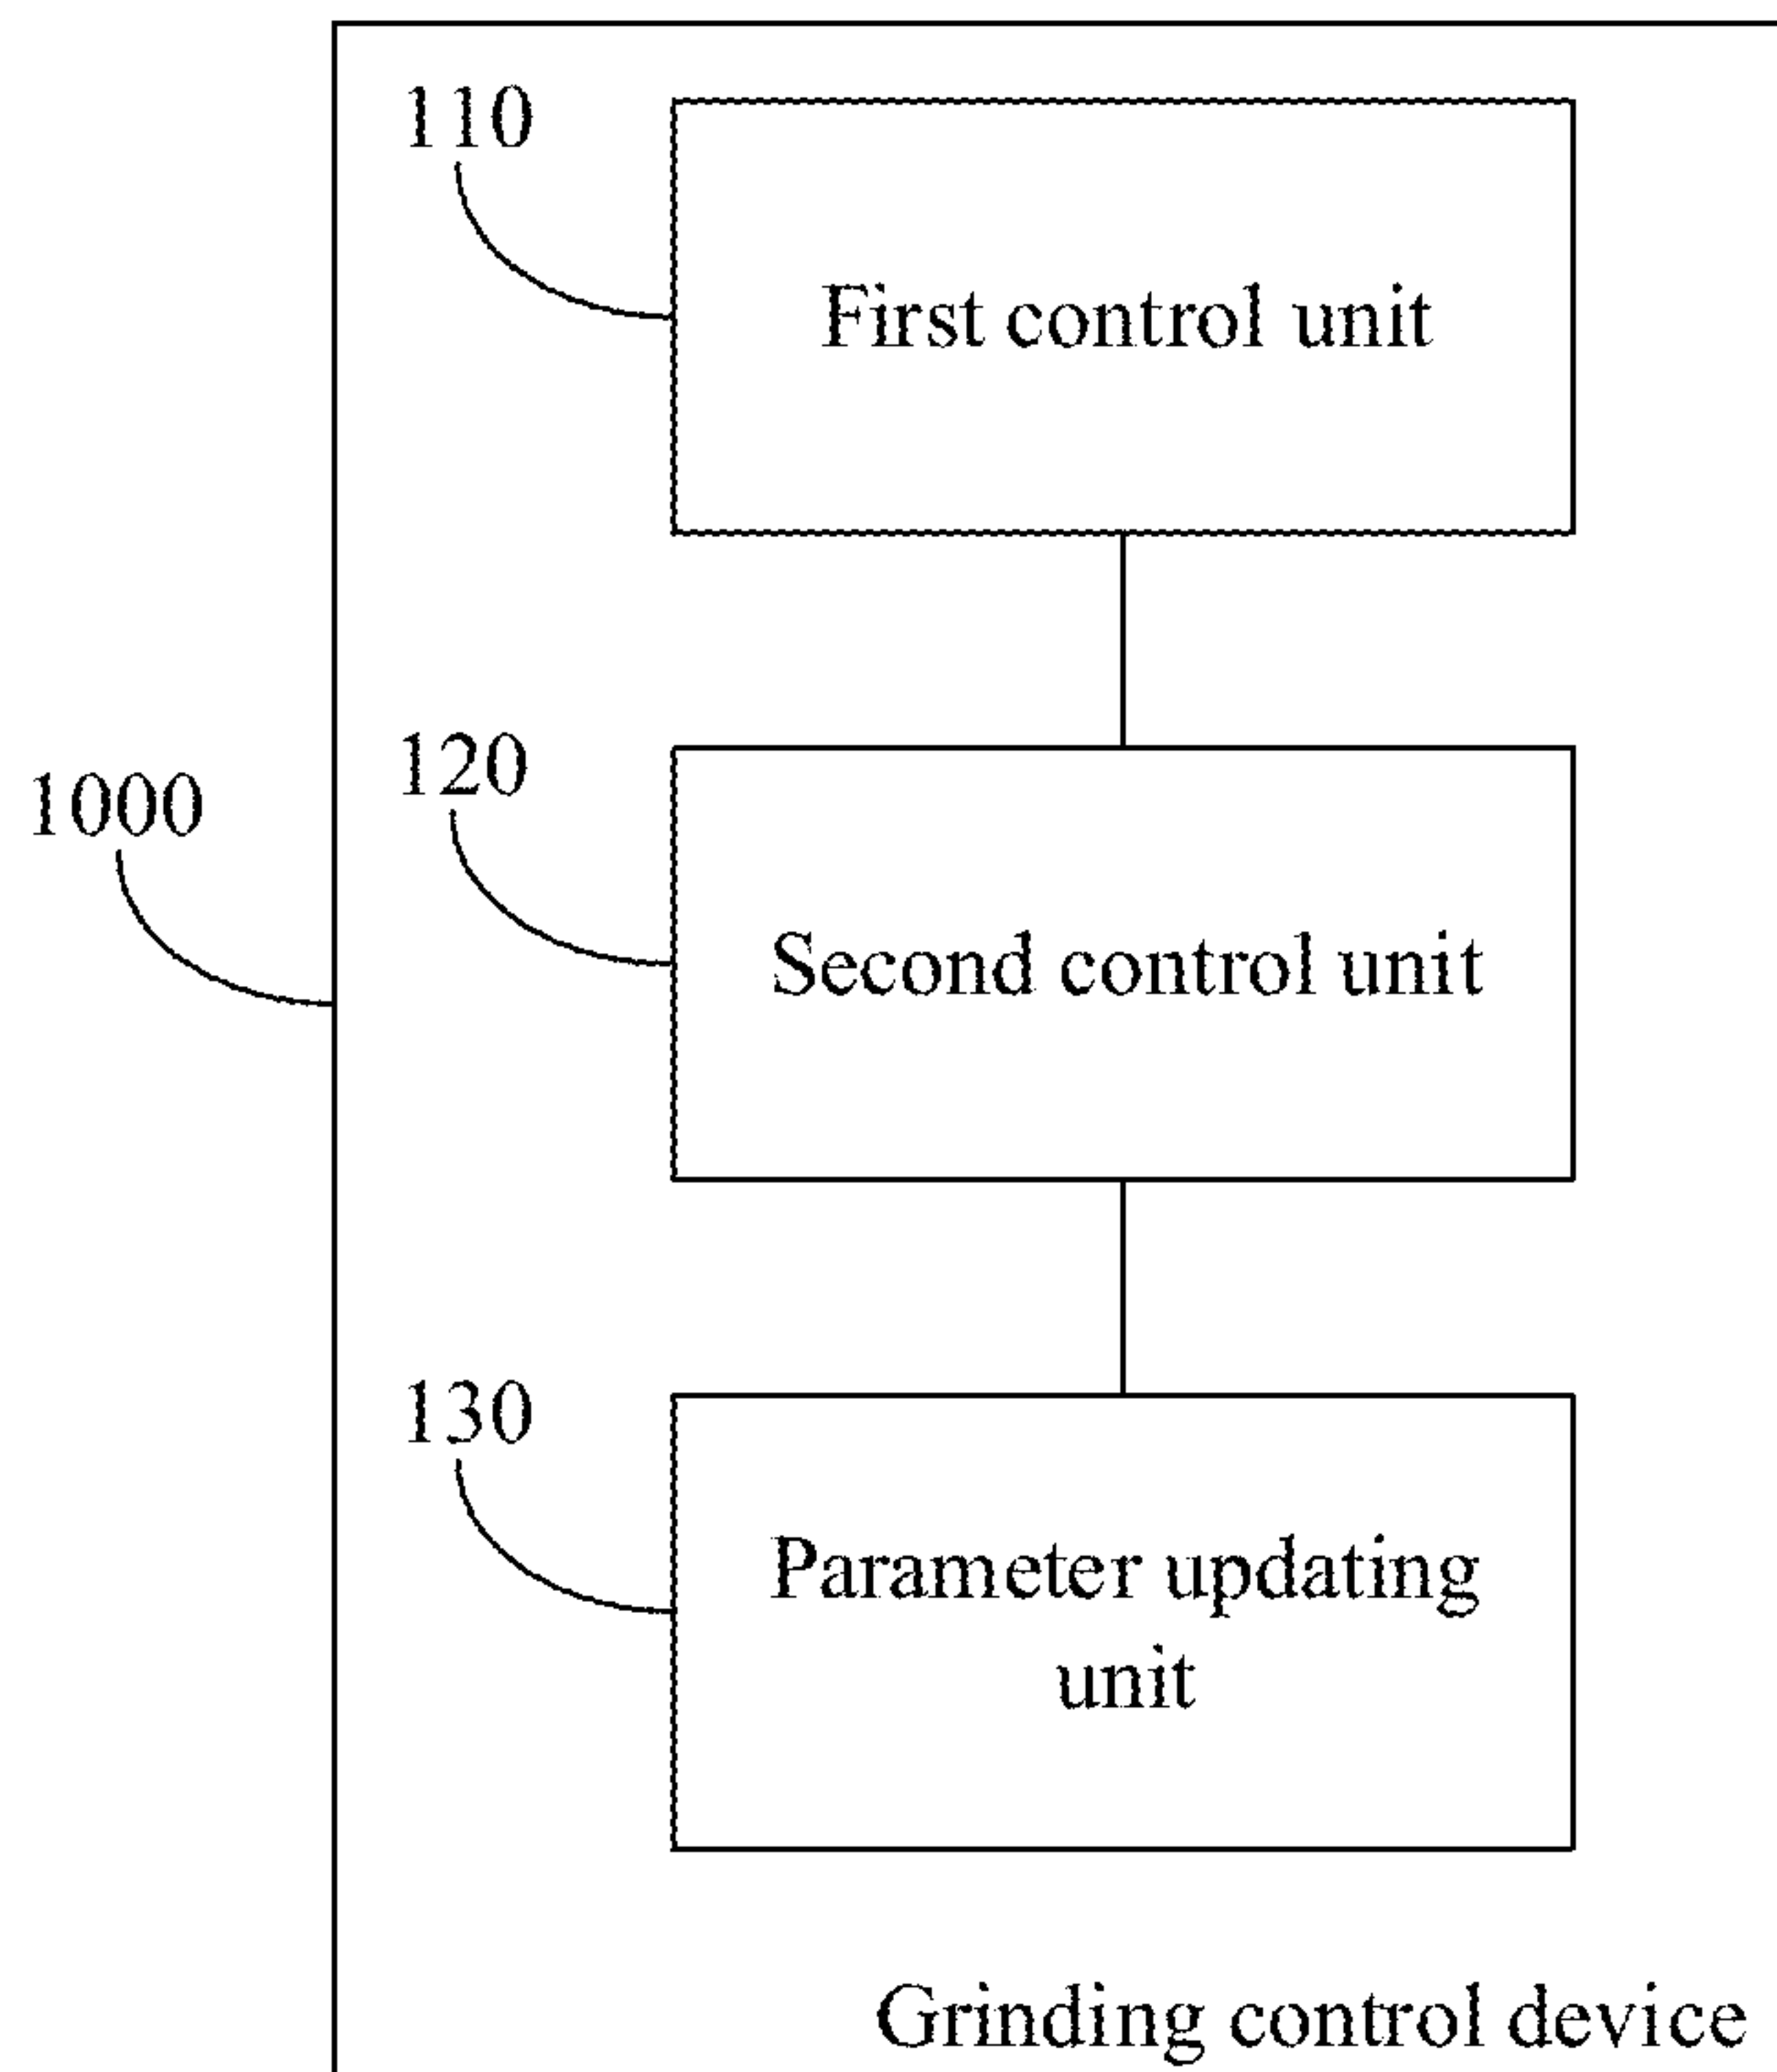 110
First control unit
120
1000
Second control unit
130
Parameter updating
unit
Grinding control device